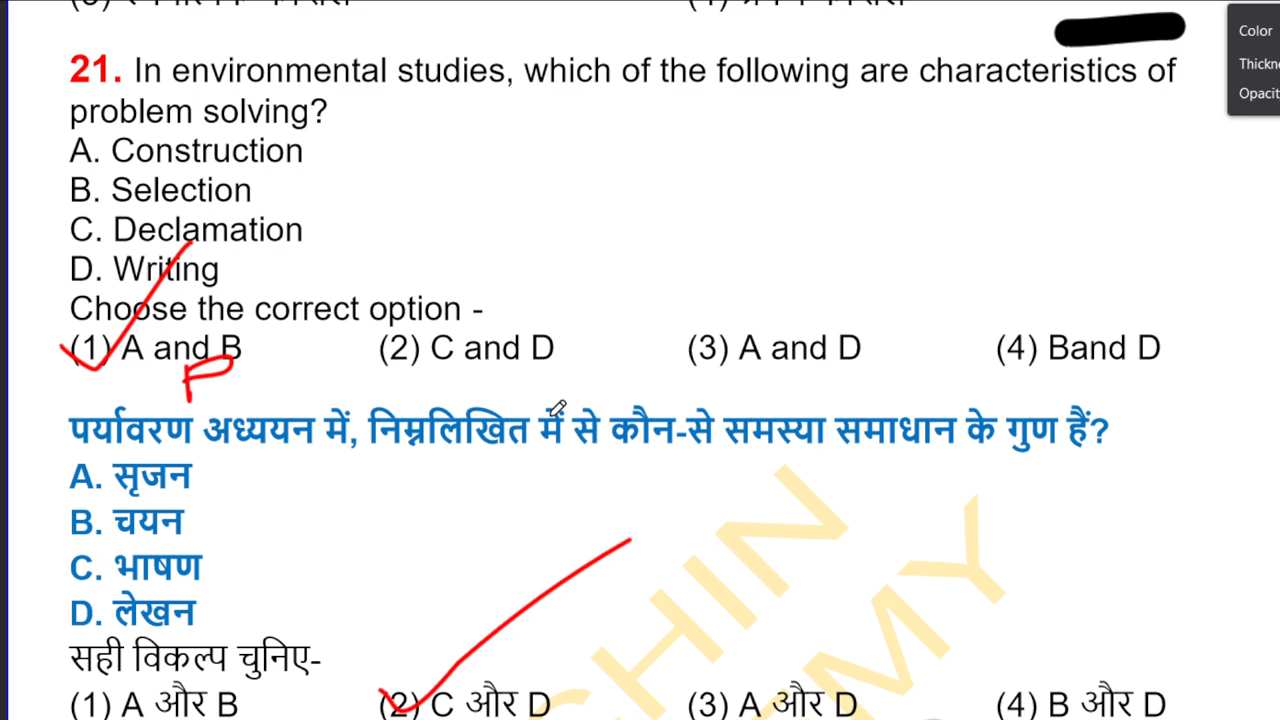 Color
21. In environmental studies, which of the following are characteristics of
Thickn
problem solving?
Opacit
A. Construction
B. Selection
C. Declamation
D. Writing
Choose the correct option -
(1) A and B (2) C and D (3) A and D (4) Band D
P
पर्यावरण अध्ययन में, निम्नलिखित में से कौन-से समस्या समाधान के गुण हैं?
A. सृजन
B. चयन
C. भाषण
D. लेखन
सही विकल्प चुनिए-
(1) A और B (2) C और D (3) A और D (4) B और D